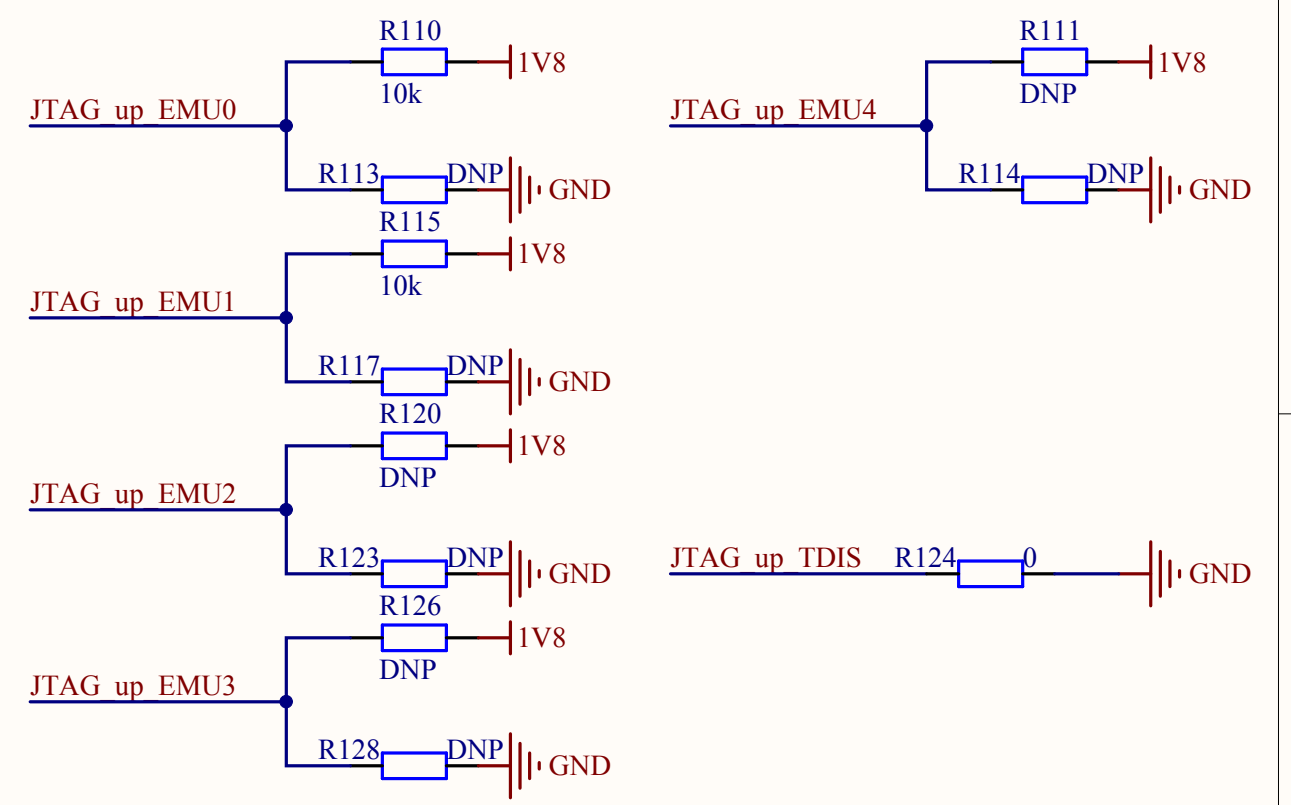 R110
1V8
10k
JTAG_up_EMU0
R113
DNP
GND
R115
1V8
10k
JTAG_up_EMU1
R117
DNP
GND
R120
1V8
DNP
JTAG_up_EMU2
R123
DNP
GND
R126
1V8
DNP
JTAG_up_EMU3
R128
DNP
GND
R111
1V8
DNP
JTAG_up_EMU4
R114
DNP
GND
JTAG_up_TDIS
R124
0
GND